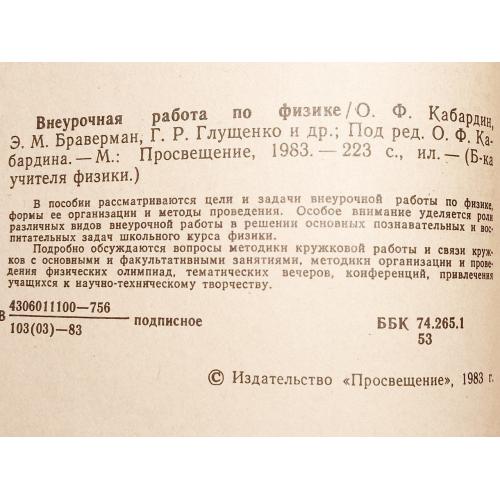 Внеурочная работа по физике/О. Ф. Кабардин,
Э. М. Браверман, Г. Р. Глущенко и др.; Под ред. О. Ф. Ка-
бардина. — М.: Просвещение, 1983. — 223 с., ил.— (Б-ка
учителя физики.)
В пособии рассматриваются цели и задачи внеурочной работы по физике,
формы ее организации и методы проведения. Особое внимание уделяется роли
различных видов внеурочной работы в решении основных познавательных и вос-
питательных задач школьного курса физики.
Подробно обсуждаются вопросы методики кружковой работы и связи круж-
ков с основными и факультативными занятиями, методики организации и прове-
дения физических олимпиад, тематических вечеров, конференций, привлечения
учащихся к научно-техническому творчеству.
В 4306011100—756 подписное ББК 74.265.1
103(03)—83 53
© Издательство «Просвещение», 1983 г.